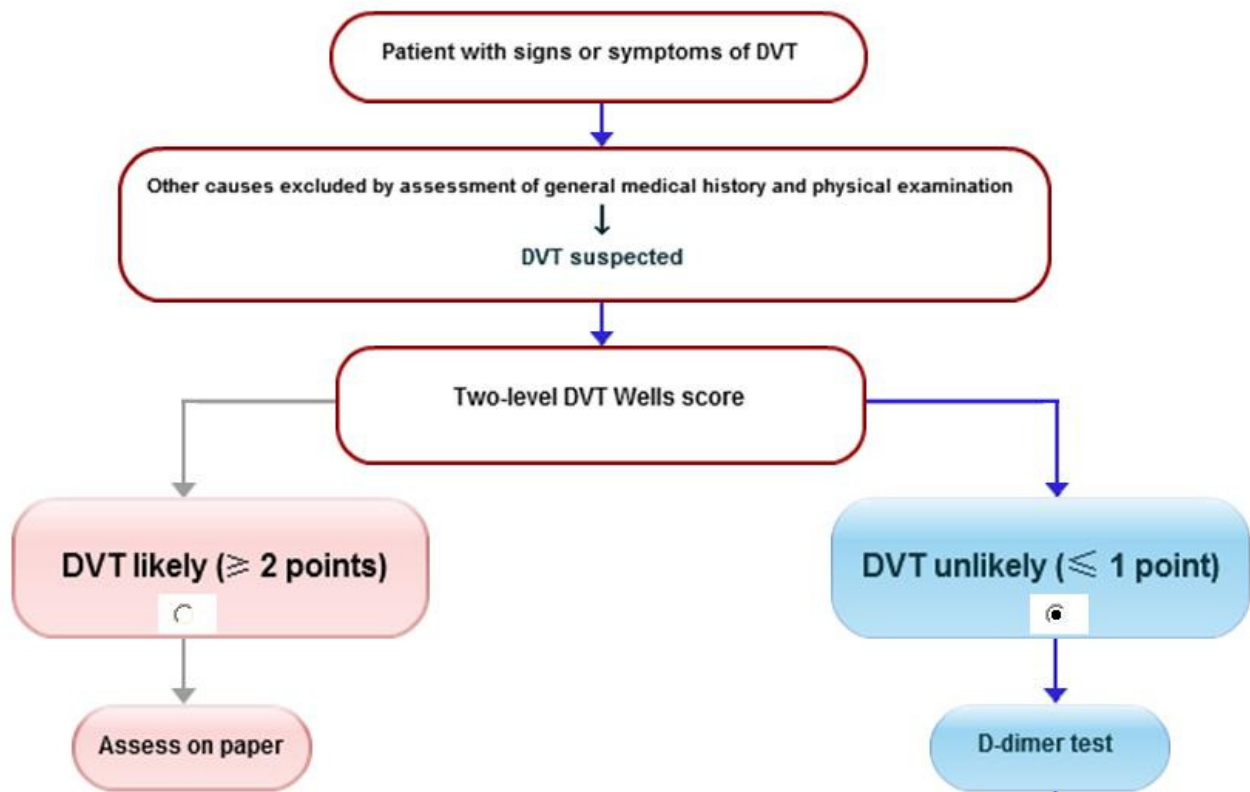 Patient with signs or symptoms of DVT
Other causes excluded by assessment of general medical history and physical examination
↓
DVT suspected
Two-level DVT Wells score
DVT likely (⩾ 2 points)
DVT unlikely (⩽ 1 point)
Assess on paper
D-dimer test